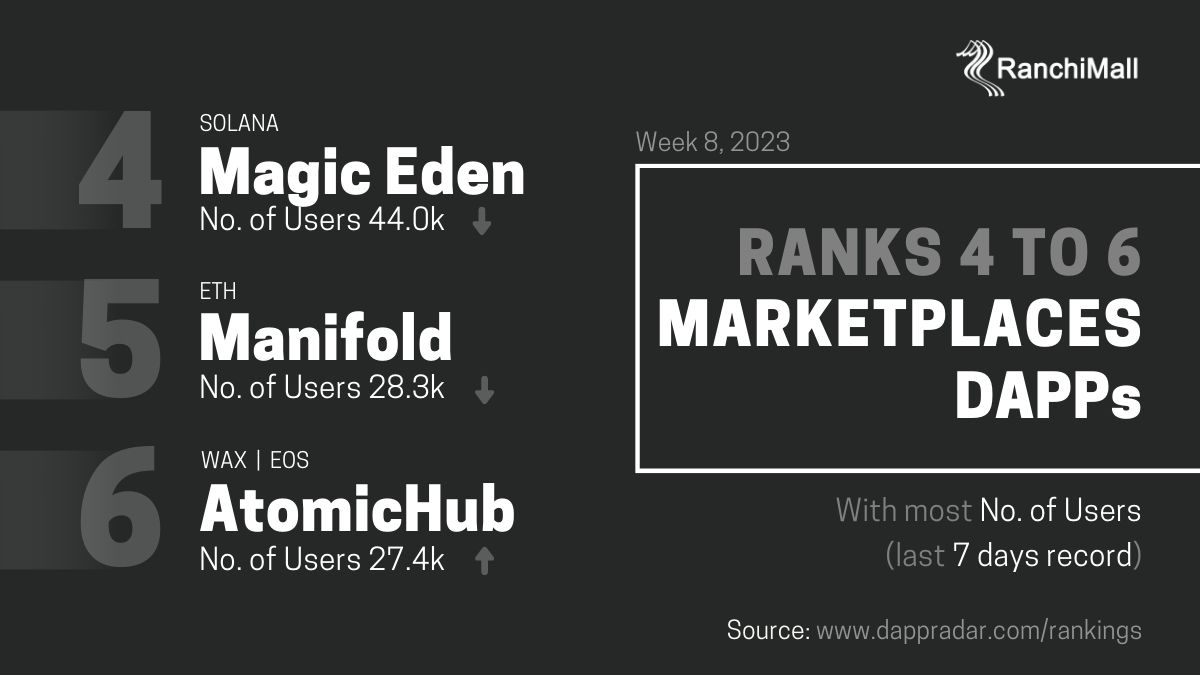 RanchiMall
4
SOLANA
Magic Eden
No. of Users 44.0k
5
ETH
Manifold
No. of Users 28.3k
6
WAX | EOS
AtomicHub
No. of Users 27.4k
Week 8, 2023
RANKS 4 TO 6
MARKETPLACES
DAPPs
With most No. of Users
(last 7 days record)
Source: www.dappradar.com/rankings